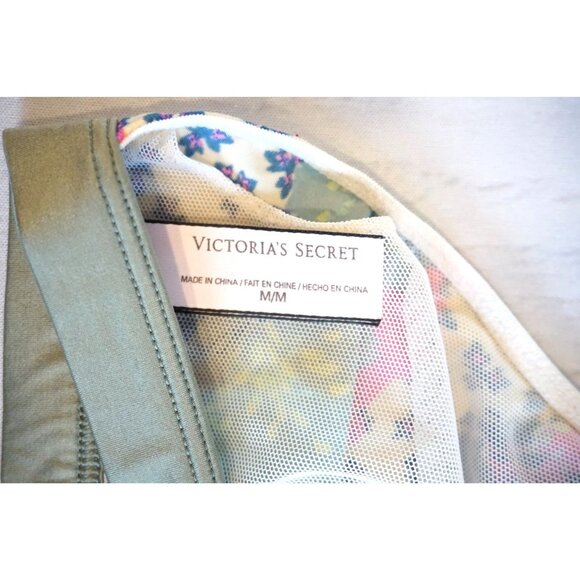 VICTORIA'S SECRET
MADE IN CHINA / FAIT EN CHINE / HECHO EN CHINA
M/M